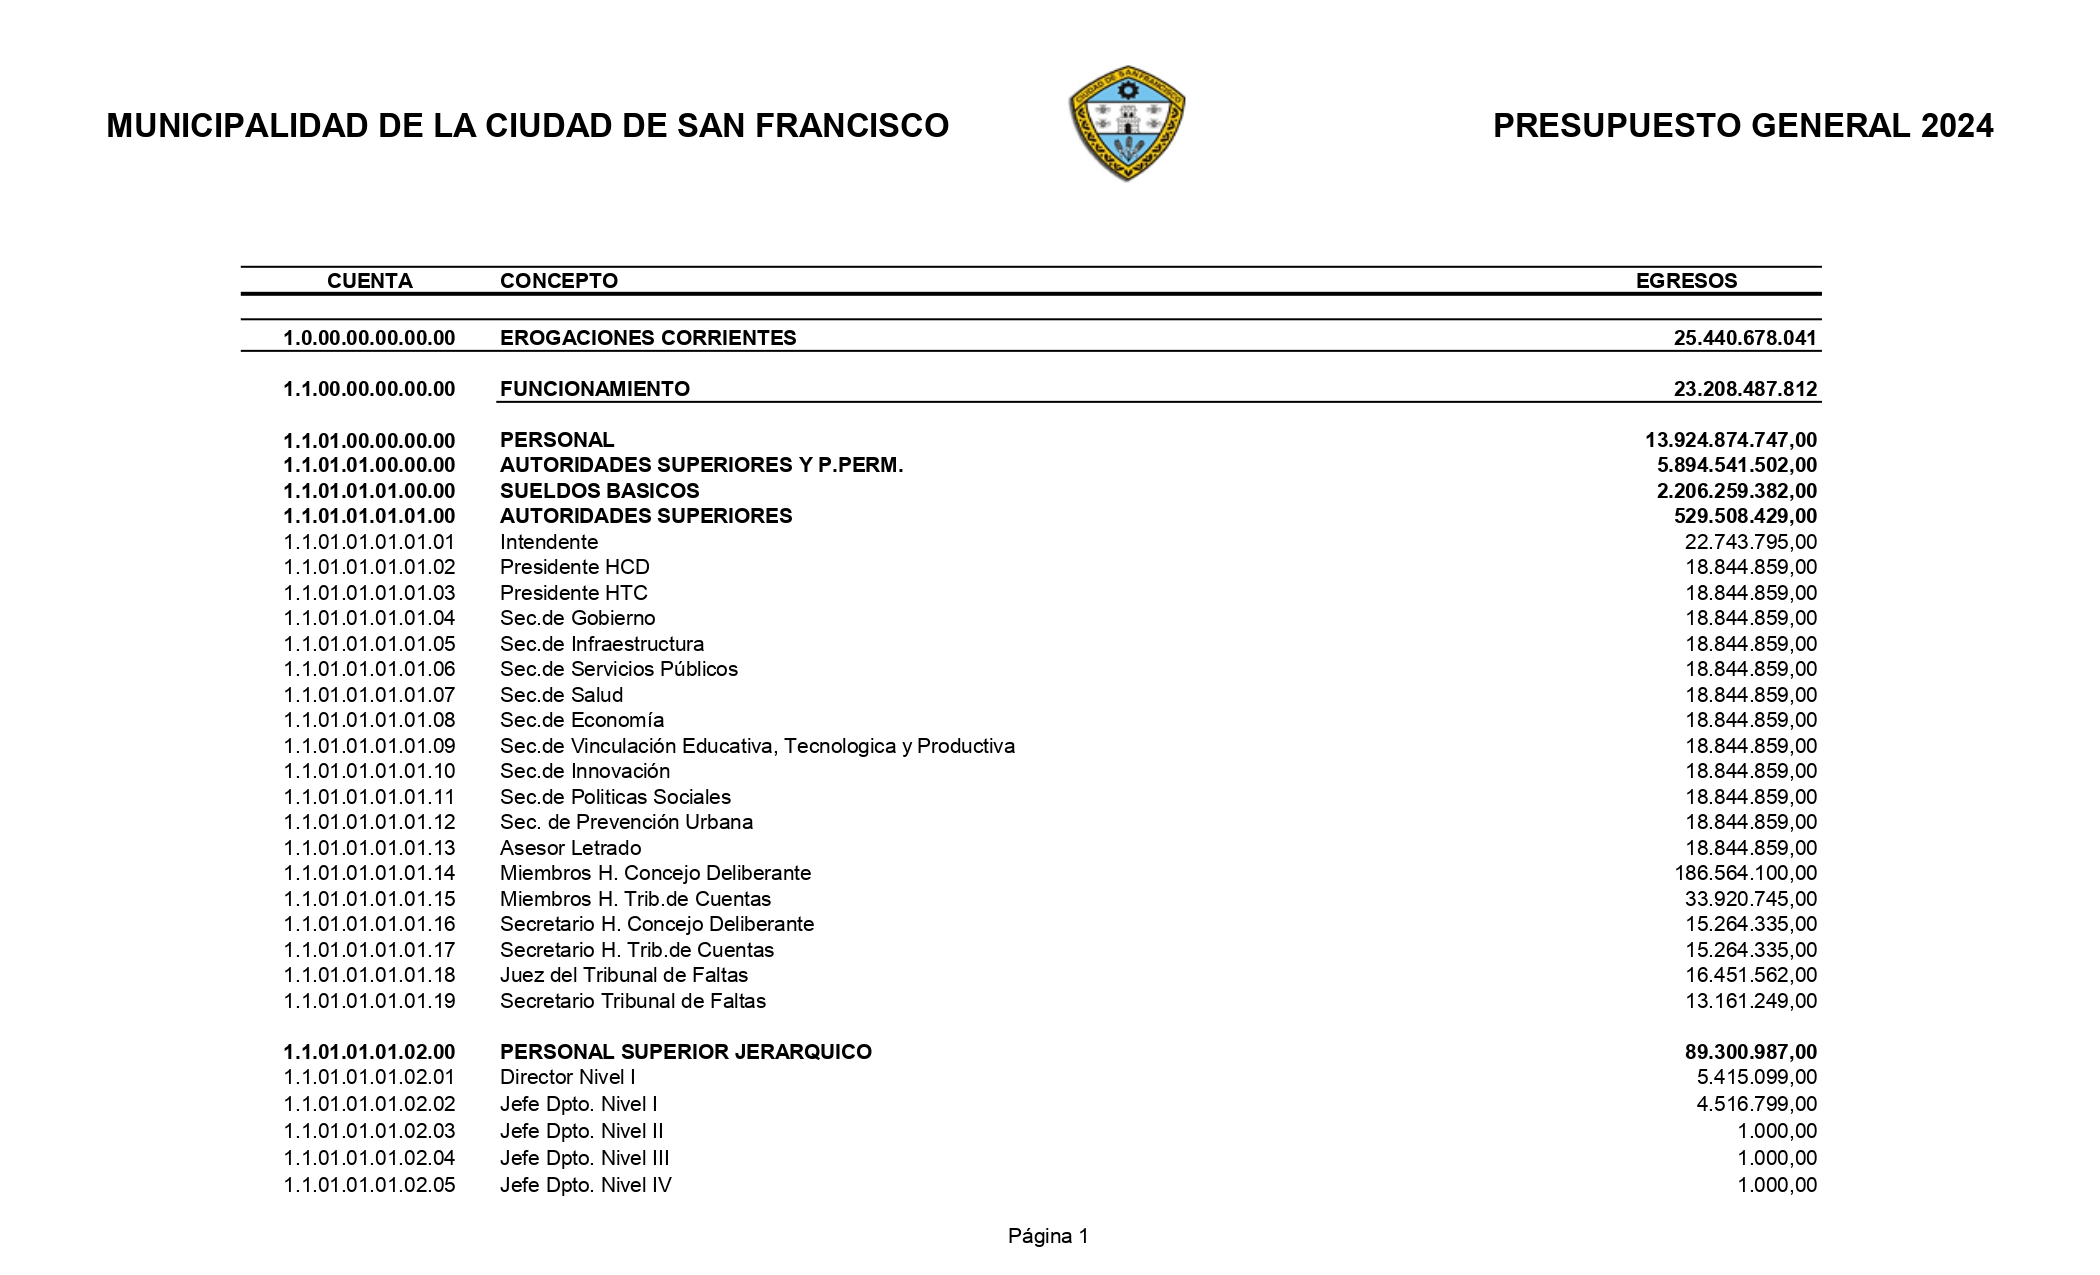 CIUDAD DE SAN FRANCISCO
MUNICIPALIDAD DE LA CIUDAD DE SAN FRANCISCO PRESUPUESTO GENERAL 2024
CUENTA CONCEPTO EGRESOS
1.0.00.00.00.00.00 EROGACIONES CORRIENTES 25.440.678.041
1.1.00.00.00.00.00 FUNCIONAMIENTO 23.208.487.812
1.1.01.00.00.00.00 PERSONAL 13.924.874.747,00
1.1.01.01.00.00.00 AUTORIDADES SUPERIORES Y P.PERM. 5.894.541.502,00
1.1.01.01.01.00.00 SUELDOS BASICOS 2.206.259.382,00
1.1.01.01.01.01.00 AUTORIDADES SUPERIORES 529.508.429,00
1.1.01.01.01.01.01 Intendente 22.743.795,00
1.1.01.01.01.01.02 Presidente HCD 18.844.859,00
1.1.01.01.01.01.03 Presidente HTC 18.844.859,00
1.1.01.01.01.01.04 Sec.de Gobierno 18.844.859,00
1.1.01.01.01.01.05 Sec.de Infraestructura 18.844.859,00
1.1.01.01.01.01.06 Sec.de Servicios Públicos 18.844.859,00
1.1.01.01.01.01.07 Sec.de Salud 18.844.859,00
1.1.01.01.01.01.08 Sec.de Economía 18.844.859,00
1.1.01.01.01.01.09 Sec.de Vinculación Educativa, Tecnologica y Productiva 18.844.859,00
1.1.01.01.01.01.10 Sec.de Innovación 18.844.859,00
1.1.01.01.01.01.11 Sec.de Politicas Sociales 18.844.859,00
1.1.01.01.01.01.12 Sec. de Prevención Urbana 18.844.859,00
1.1.01.01.01.01.13 Asesor Letrado 18.844.859,00
1.1.01.01.01.01.14 Miembros H. Concejo Deliberante 186.564.100,00
1.1.01.01.01.01.15 Miembros H. Trib.de Cuentas 33.920.745,00
1.1.01.01.01.01.16 Secretario H. Concejo Deliberante 15.264.335,00
1.1.01.01.01.01.17 Secretario H. Trib.de Cuentas 15.264.335,00
1.1.01.01.01.01.18 Juez del Tribunal de Faltas 16.451.562,00
1.1.01.01.01.01.19 Secretario Tribunal de Faltas 13.161.249,00
1.1.01.01.01.02.00 PERSONAL SUPERIOR JERARQUICO 89.300.987,00
1.1.01.01.01.02.01 Director Nivel I 5.415.099,00
1.1.01.01.01.02.02 Jefe Dpto. Nivel I 4.516.799,00
1.1.01.01.01.02.03 Jefe Dpto. Nivel II 1.000,00
1.1.01.01.01.02.04 Jefe Dpto. Nivel III 1.000,00
1.1.01.01.01.02.05 Jefe Dpto. Nivel IV 1.000,00
Página 1